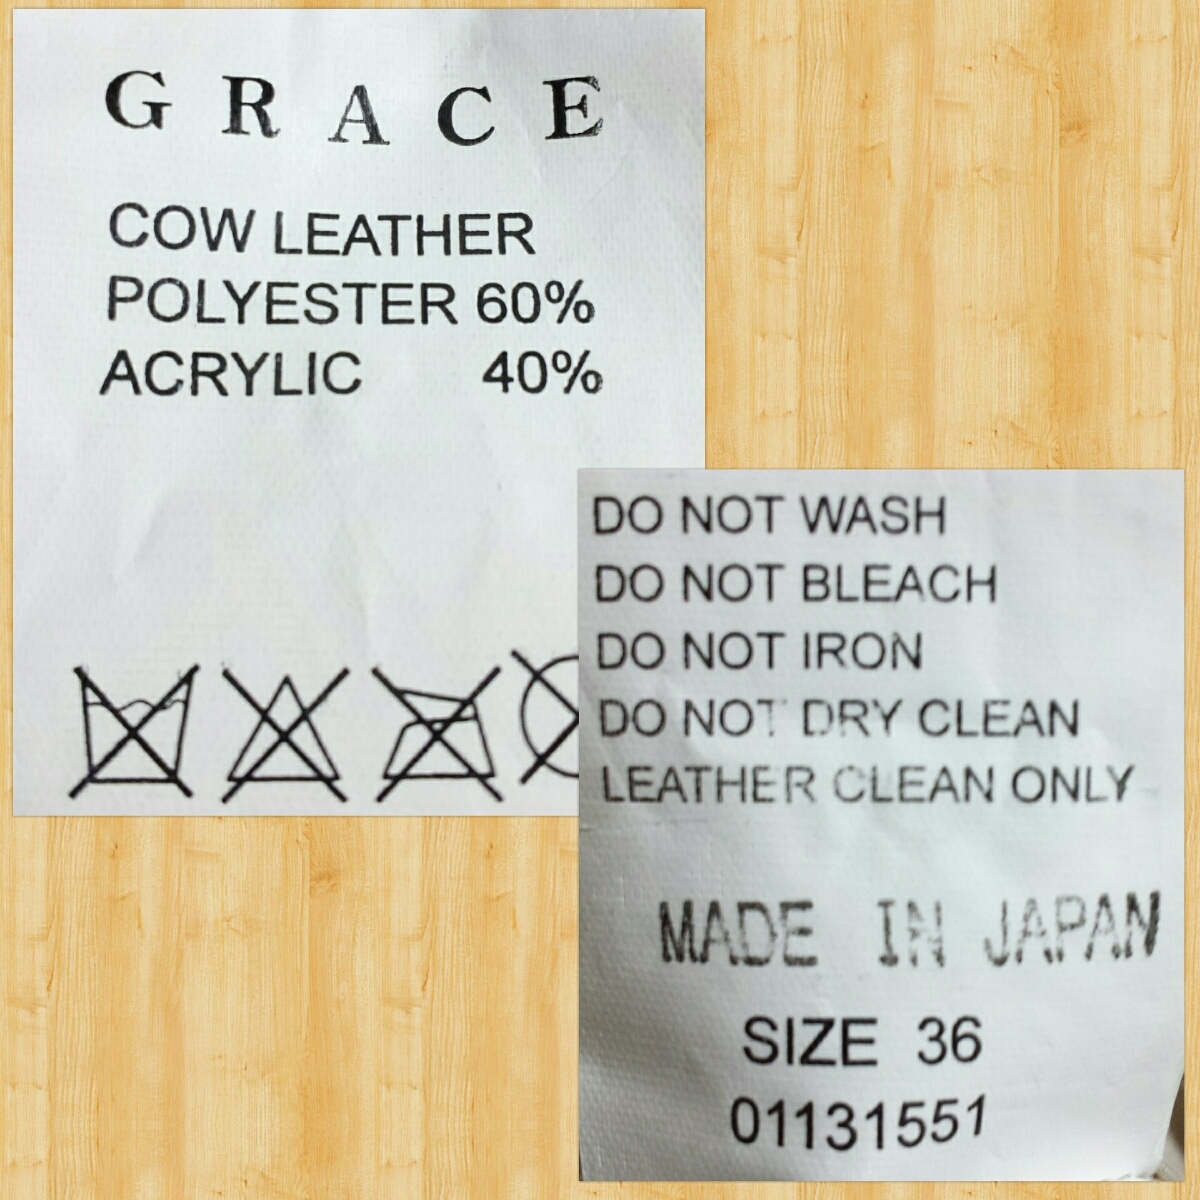 G R A C E
COW LEATHER
POLYESTER 60%
ACRYLIC 40%
DO NOT WASH
DO NOT BLEACH
DO NOT IRON
DO NOT DRY CLEAN
LEATHER CLEAN ONLY
MADE IN JAPAN
SIZE 36
01131551